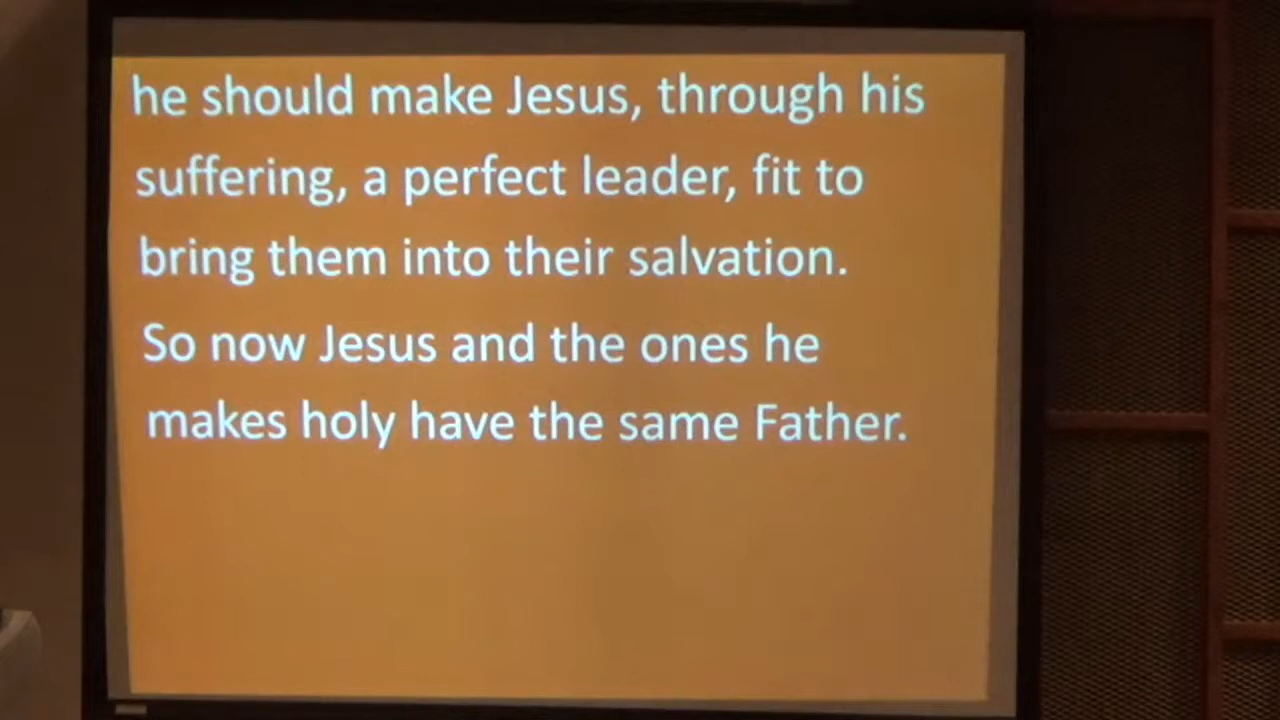 he should make Jesus, through his
suffering, a perfect leader, fit to
bring them into their salvation.
So now Jesus and the ones he
makes holy have the same Father.